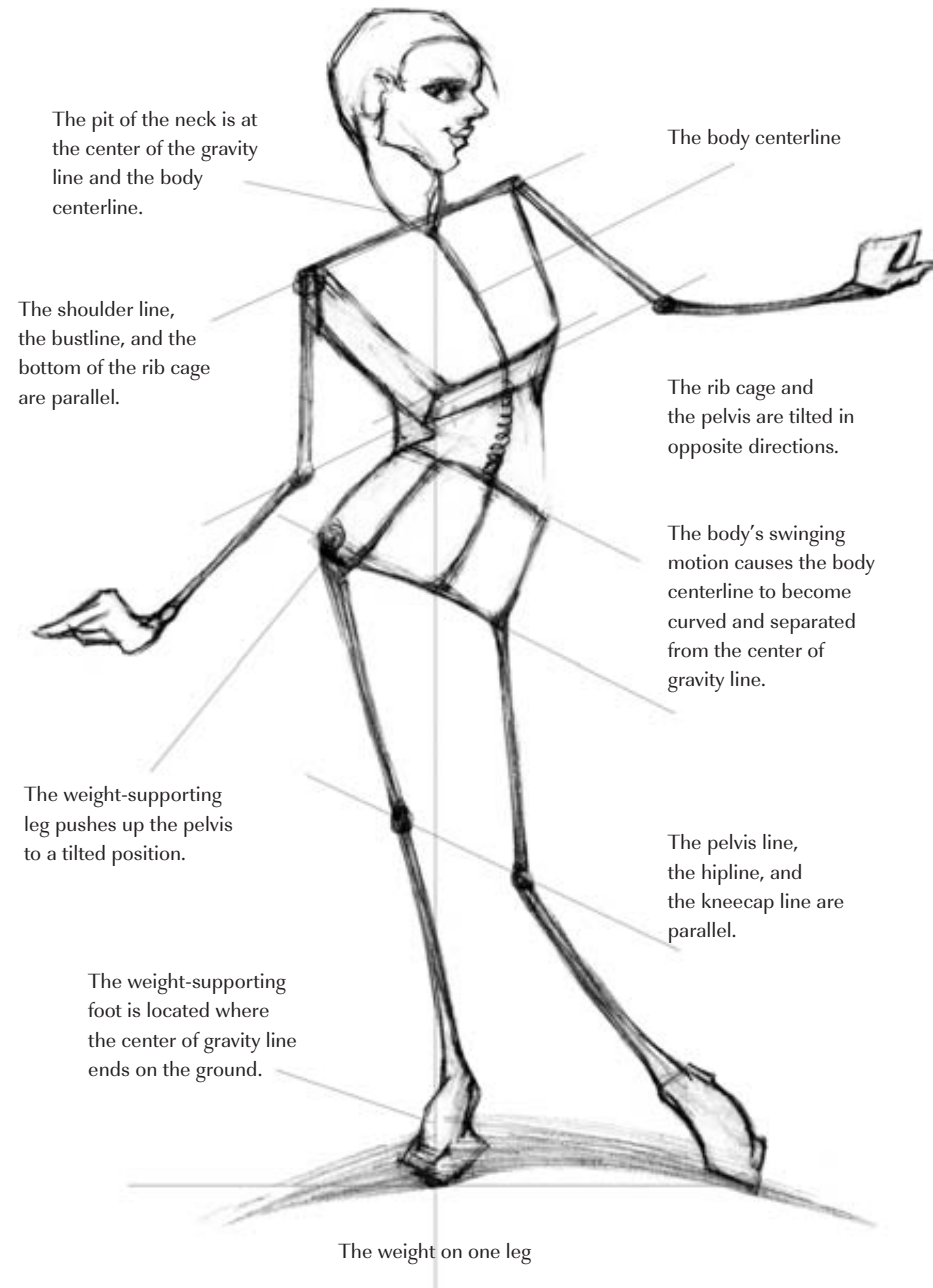 The pit of the neck is at
the center of the gravity
line and the body
centerline.
The body centerline
The shoulder line,
the bustline, and the
bottom of the rib cage
are parallel.
The rib cage and
the pelvis are tilted in
opposite directions.
The body’s swinging
motion causes the body
centerline to become
curved and separated
from the center of
gravity line.
The weight-supporting
leg pushes up the pelvis
to a tilted position.
The pelvis line,
the hipline, and
the kneecap line are
parallel.
The weight-supporting
foot is located where
the center of gravity line
ends on the ground.
The weight on one leg